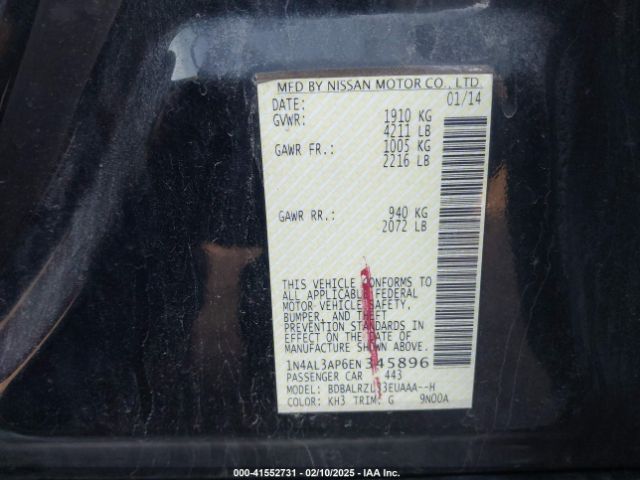 MFD BY NISSAN MOTOR CO., LTD.
DATE: 01/14
GVWR: 1910 KG
4211 LB
GAWR FR.: 1005 KG
2216 LB
GAWR RR.: 940 KG
2072 LB
THIS VEHICLE CONFORMS TO
ALL APPLICABLE FEDERAL
MOTOR VEHICLE SAFETY,
BUMPER, AND THEFT
PREVENTION STANDARDS IN
EFFECT ON THE DATE OF
MANUFACTURE SHOWN ABOVE.
1N4AL3AP6EN345896
PASSENGER CAR 443
MODEL: BDBALRZU33EUAAA--H
COLOR: KH3 TRIM: G 9N00A
000-41552731 - 02/10/2025 - IAA Inc.